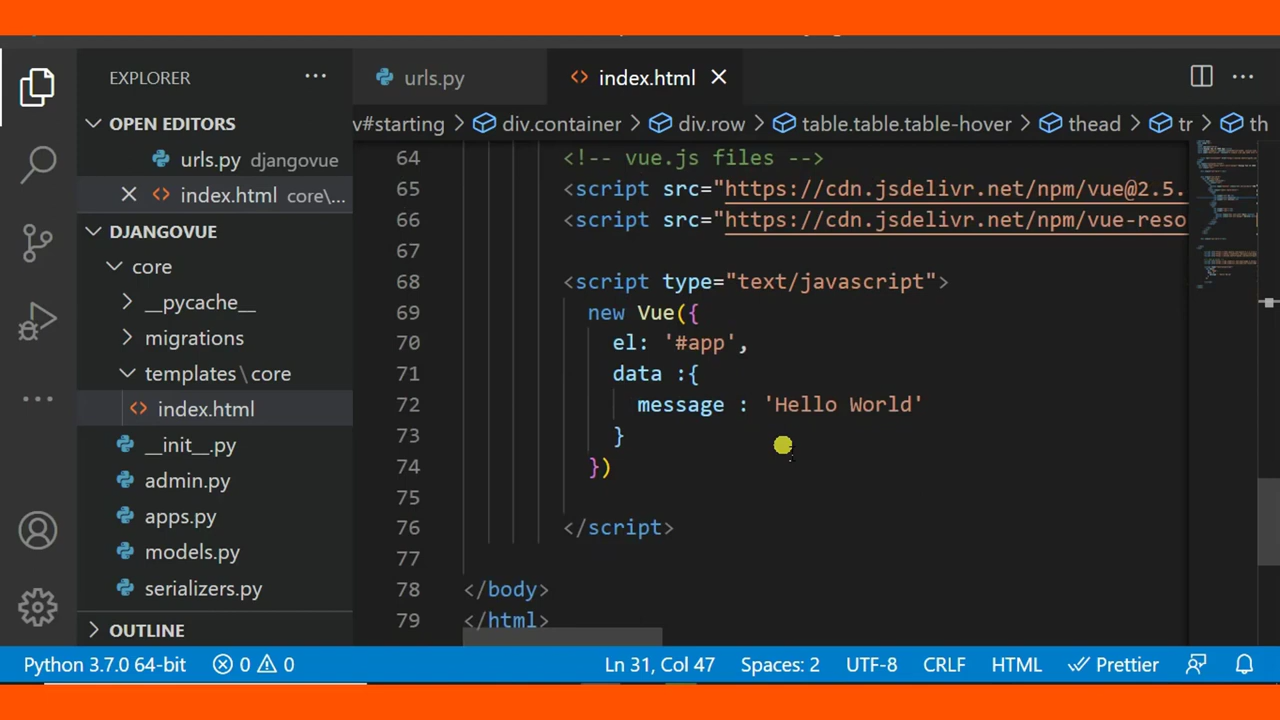 EXPLORER ···
OPEN EDITORS
urls.py djangovue
index.html core\...
DJANGOVUE
core
__pycache__
migrations
templates\core
index.html
__init__.py
admin.py
apps.py
models.py
serializers.py
OUTLINE
urls.py
index.html
v#starting > div.container > div.row > table.table.table-hover > thead > tr > th
64 <!-- vue.js files -->
65 <script src="https://cdn.jsdelivr.net/npm/vue@2.5.
66 <script src="https://cdn.jsdelivr.net/npm/vue-reso
67
68 <script type="text/javascript">
69 new Vue({
70 el: '#app',
71 data :{
72 message : 'Hello World'
73 }
74 })
75
76 </script>
77
78 </body>
79 </html>
Python 3.7.0 64-bit 0 0 Ln 31, Col 47 Spaces: 2 UTF-8 CRLF HTML Prettier